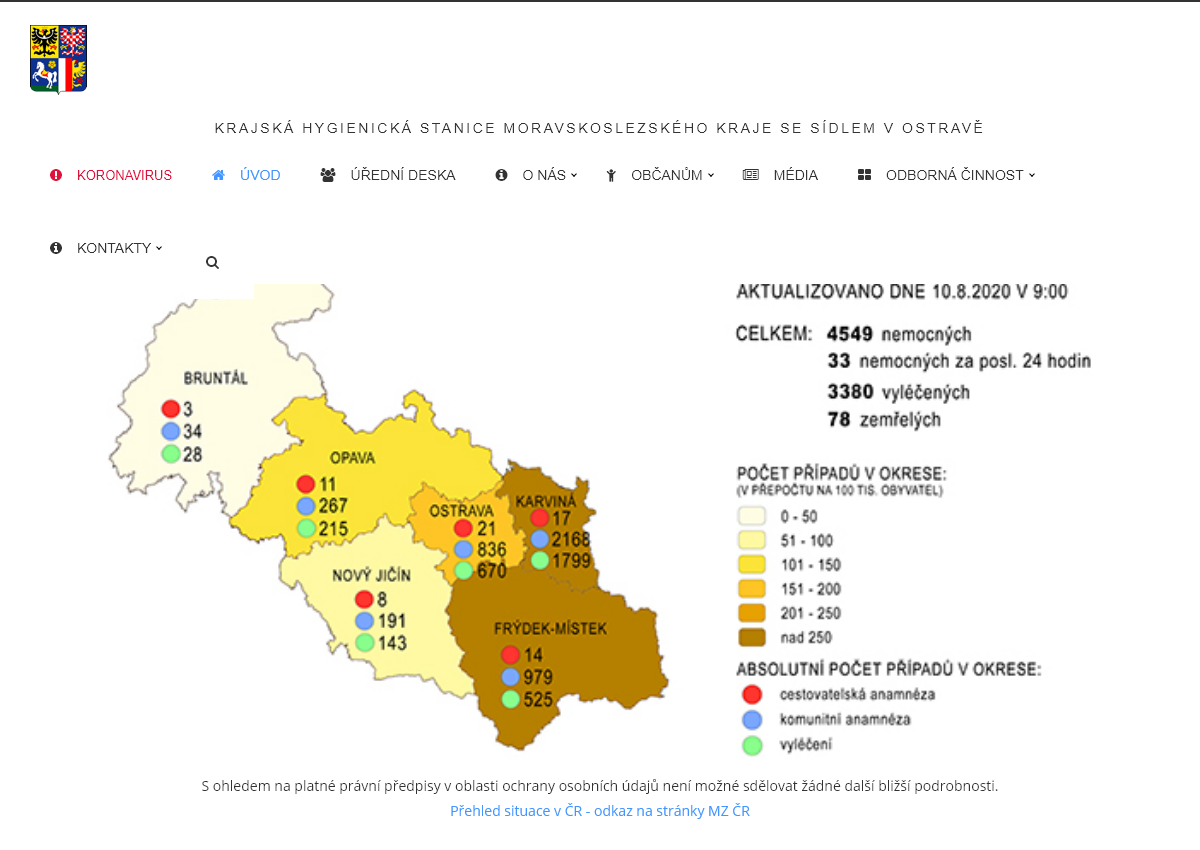 KRAJSKÁ HYGIENICKÁ STANICE MORAVSKOSLEZSKÉHO KRAJE SE SÍDLEM V OSTRAVĚ
KORONAVIRUS
ÚVOD
ÚŘEDNÍ DESKA
O NÁS
OBČANŮM
MÉDIA
ODBORNÁ ČINNOST
KONTAKTY
BRUNTÁL
3
34
28
OPAVA
11
267
215
OSTRAVA
21
836
670
KARVINÁ
17
2168
1799
NOVÝ JIČÍN
8
191
143
FRÝDEK-MÍSTEK
14
979
525
AKTUALIZOVANO DNE 10.8.2020 V 9:00
CELKEM: 4549 nemocných
33 nemocných za posl. 24 hodin
3380 vyléčených
78 zemřelých
POČET PŘÍPADŮ V OKRESE:
(V PŘEPOČTU NA 100 TIS. OBYVATEL)
0 - 50
51 - 100
101 - 150
151 - 200
201 - 250
nad 250
ABSOLUTNÍ POČET PŘÍPADŮ V OKRESE:
cestovatelská anamnéza
komunitní anamnéza
vyléčení
S ohledem na platné právní předpisy v oblasti ochrany osobních údajů není možné sdělovat žádné další bližší podrobnosti.
Přehled situace v ČR - odkaz na stránky MZ ČR